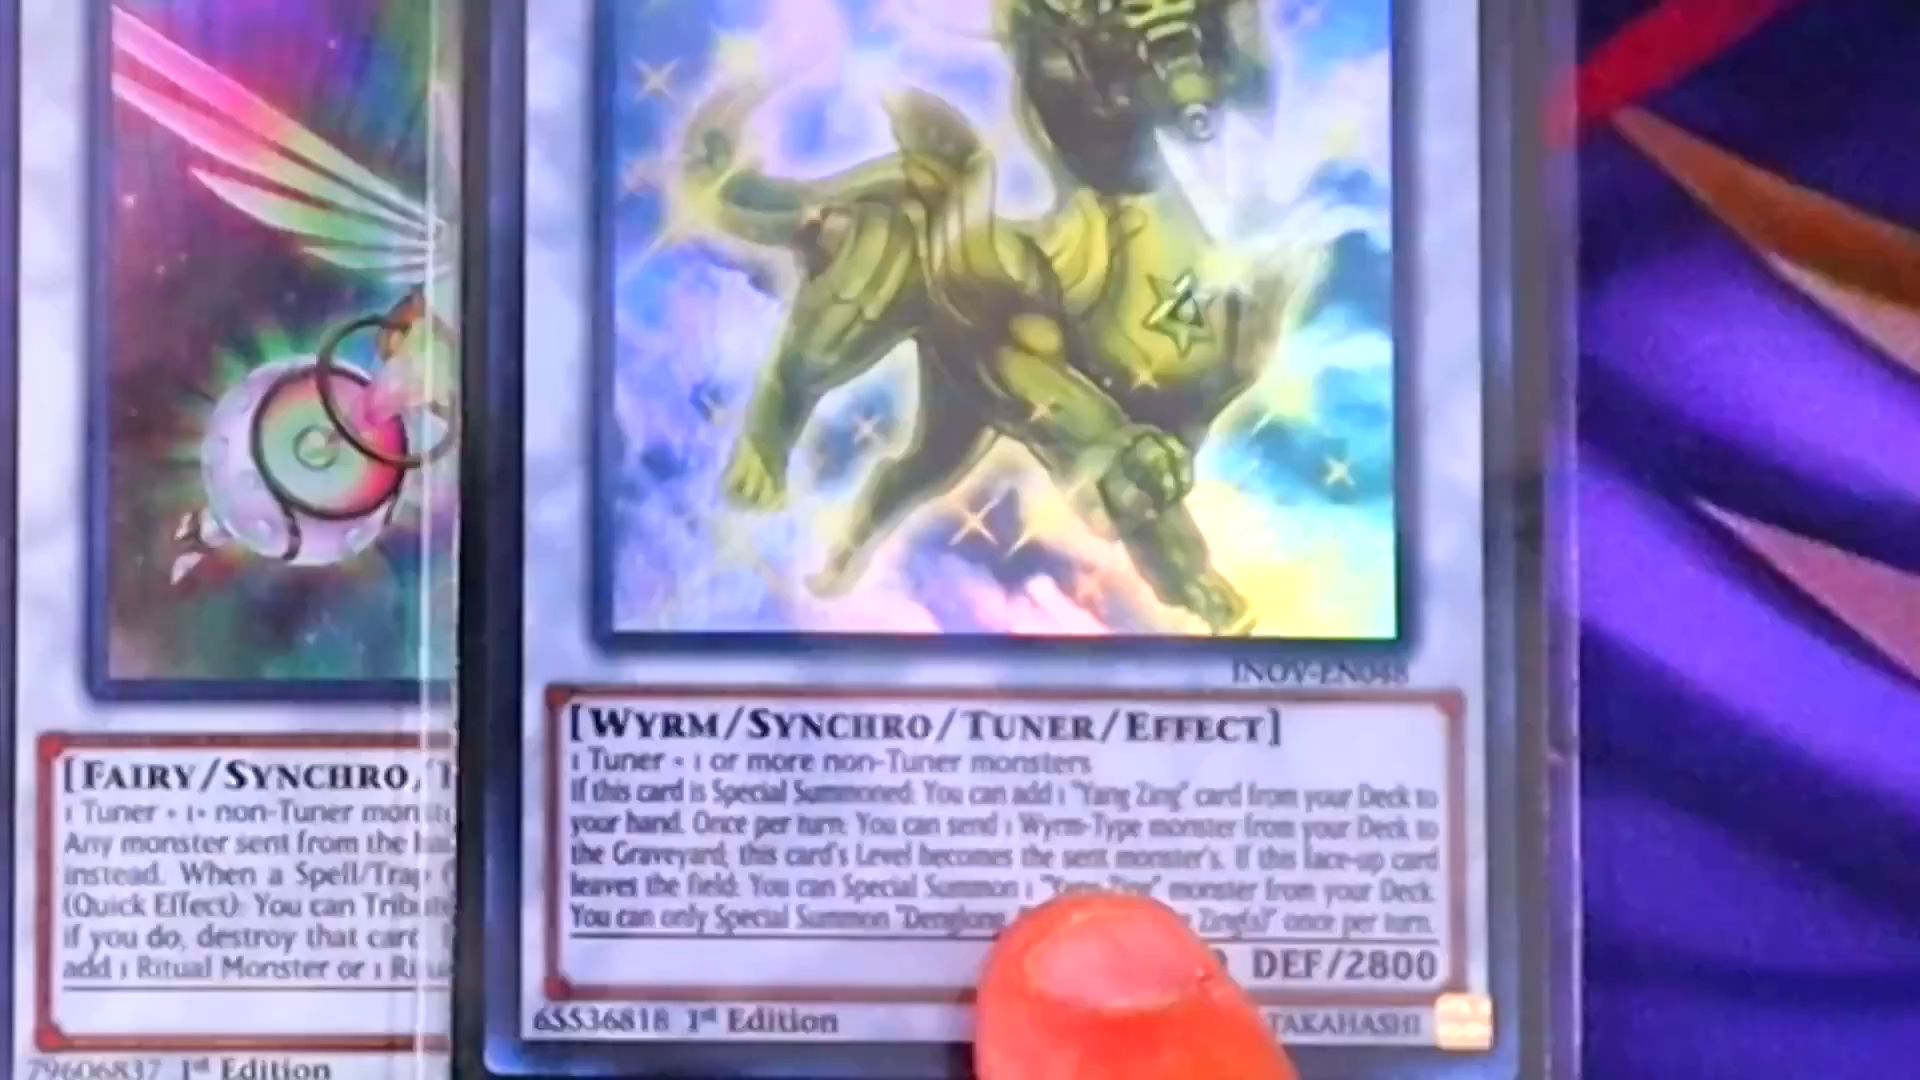 INOV-EN048
[WYRM/SYNCHRO/TUNER/EFFECT]
1 Tuner + 1 or more non-Tuner monsters
If this card is Special Summoned: You can add 1 "Yang Zing" card from your Deck to
your hand. Once per turn: You can send 1 Wyrm-Type monster from your Deck to
the Graveyard; this card's Level becomes the sent monster's. If this face-up card
leaves the field: You can Special Summon 1 "Yang Zing" monster from your Deck.
You can only Special Summon "Denglong, Zing(s)" once per turn.
DEF/2800
65536818 1st Edition
TAKAHASHI
[FAIRY/SYNCHRO/
1 Tuner + 1+ non-Tuner
Any monster sent from the
instead. When a Spell/Trap
(Quick Effect): You can
if you do, destroy that card
add 1 Ritual Monster or 1
79606837 1st Edition